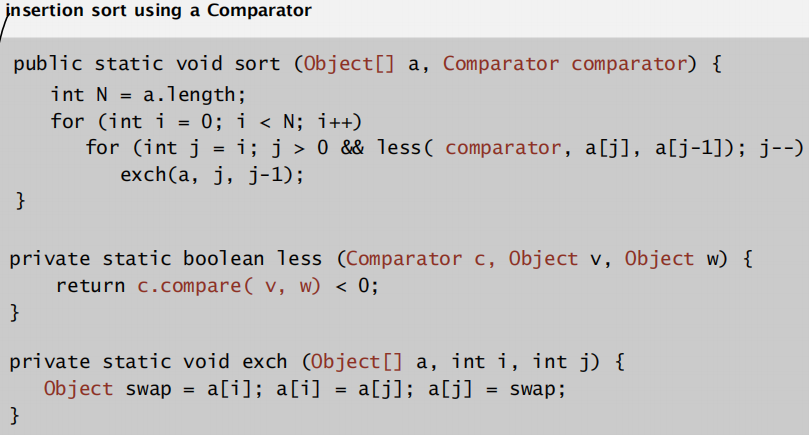 insertion sort using a Comparator
public static void sort (Object[] a, Comparator comparator) {
int N = a.length;
for (int i = 0; i < N; i++)
for (int j = i; j > 0 && less( comparator, a[j], a[j-1]); j--)
exch(a, j, j-1);
}
private static boolean less (Comparator c, Object v, Object w) {
return c.compare( v, w) < 0;
}
private static void exch (Object[] a, int i, int j) {
Object swap = a[i]; a[i] = a[j]; a[j] = swap;
}